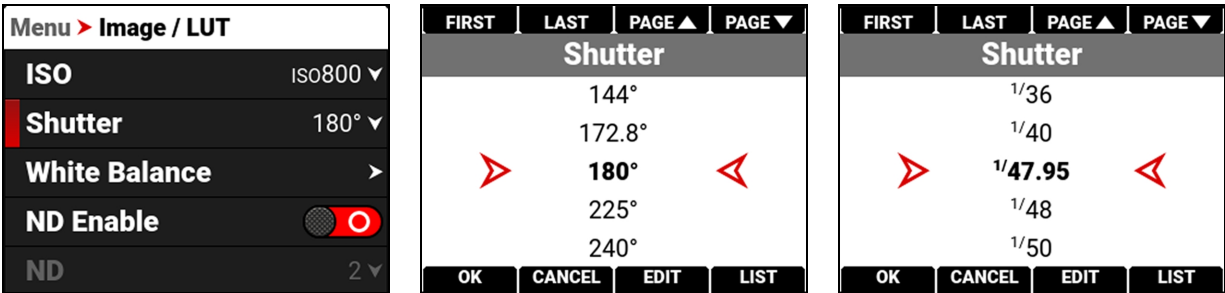 Menu > Image / LUT
ISO ISO800
Shutter 180°
White Balance
ND Enable
ND 2
FIRST LAST PAGE▲ PAGE▼
Shutter
144°
172.8°
180°
225°
240°
OK CANCEL EDIT LIST
FIRST LAST PAGE▲ PAGE▼
Shutter
1/36
1/40
1/47.95
1/48
1/50
OK CANCEL EDIT LIST